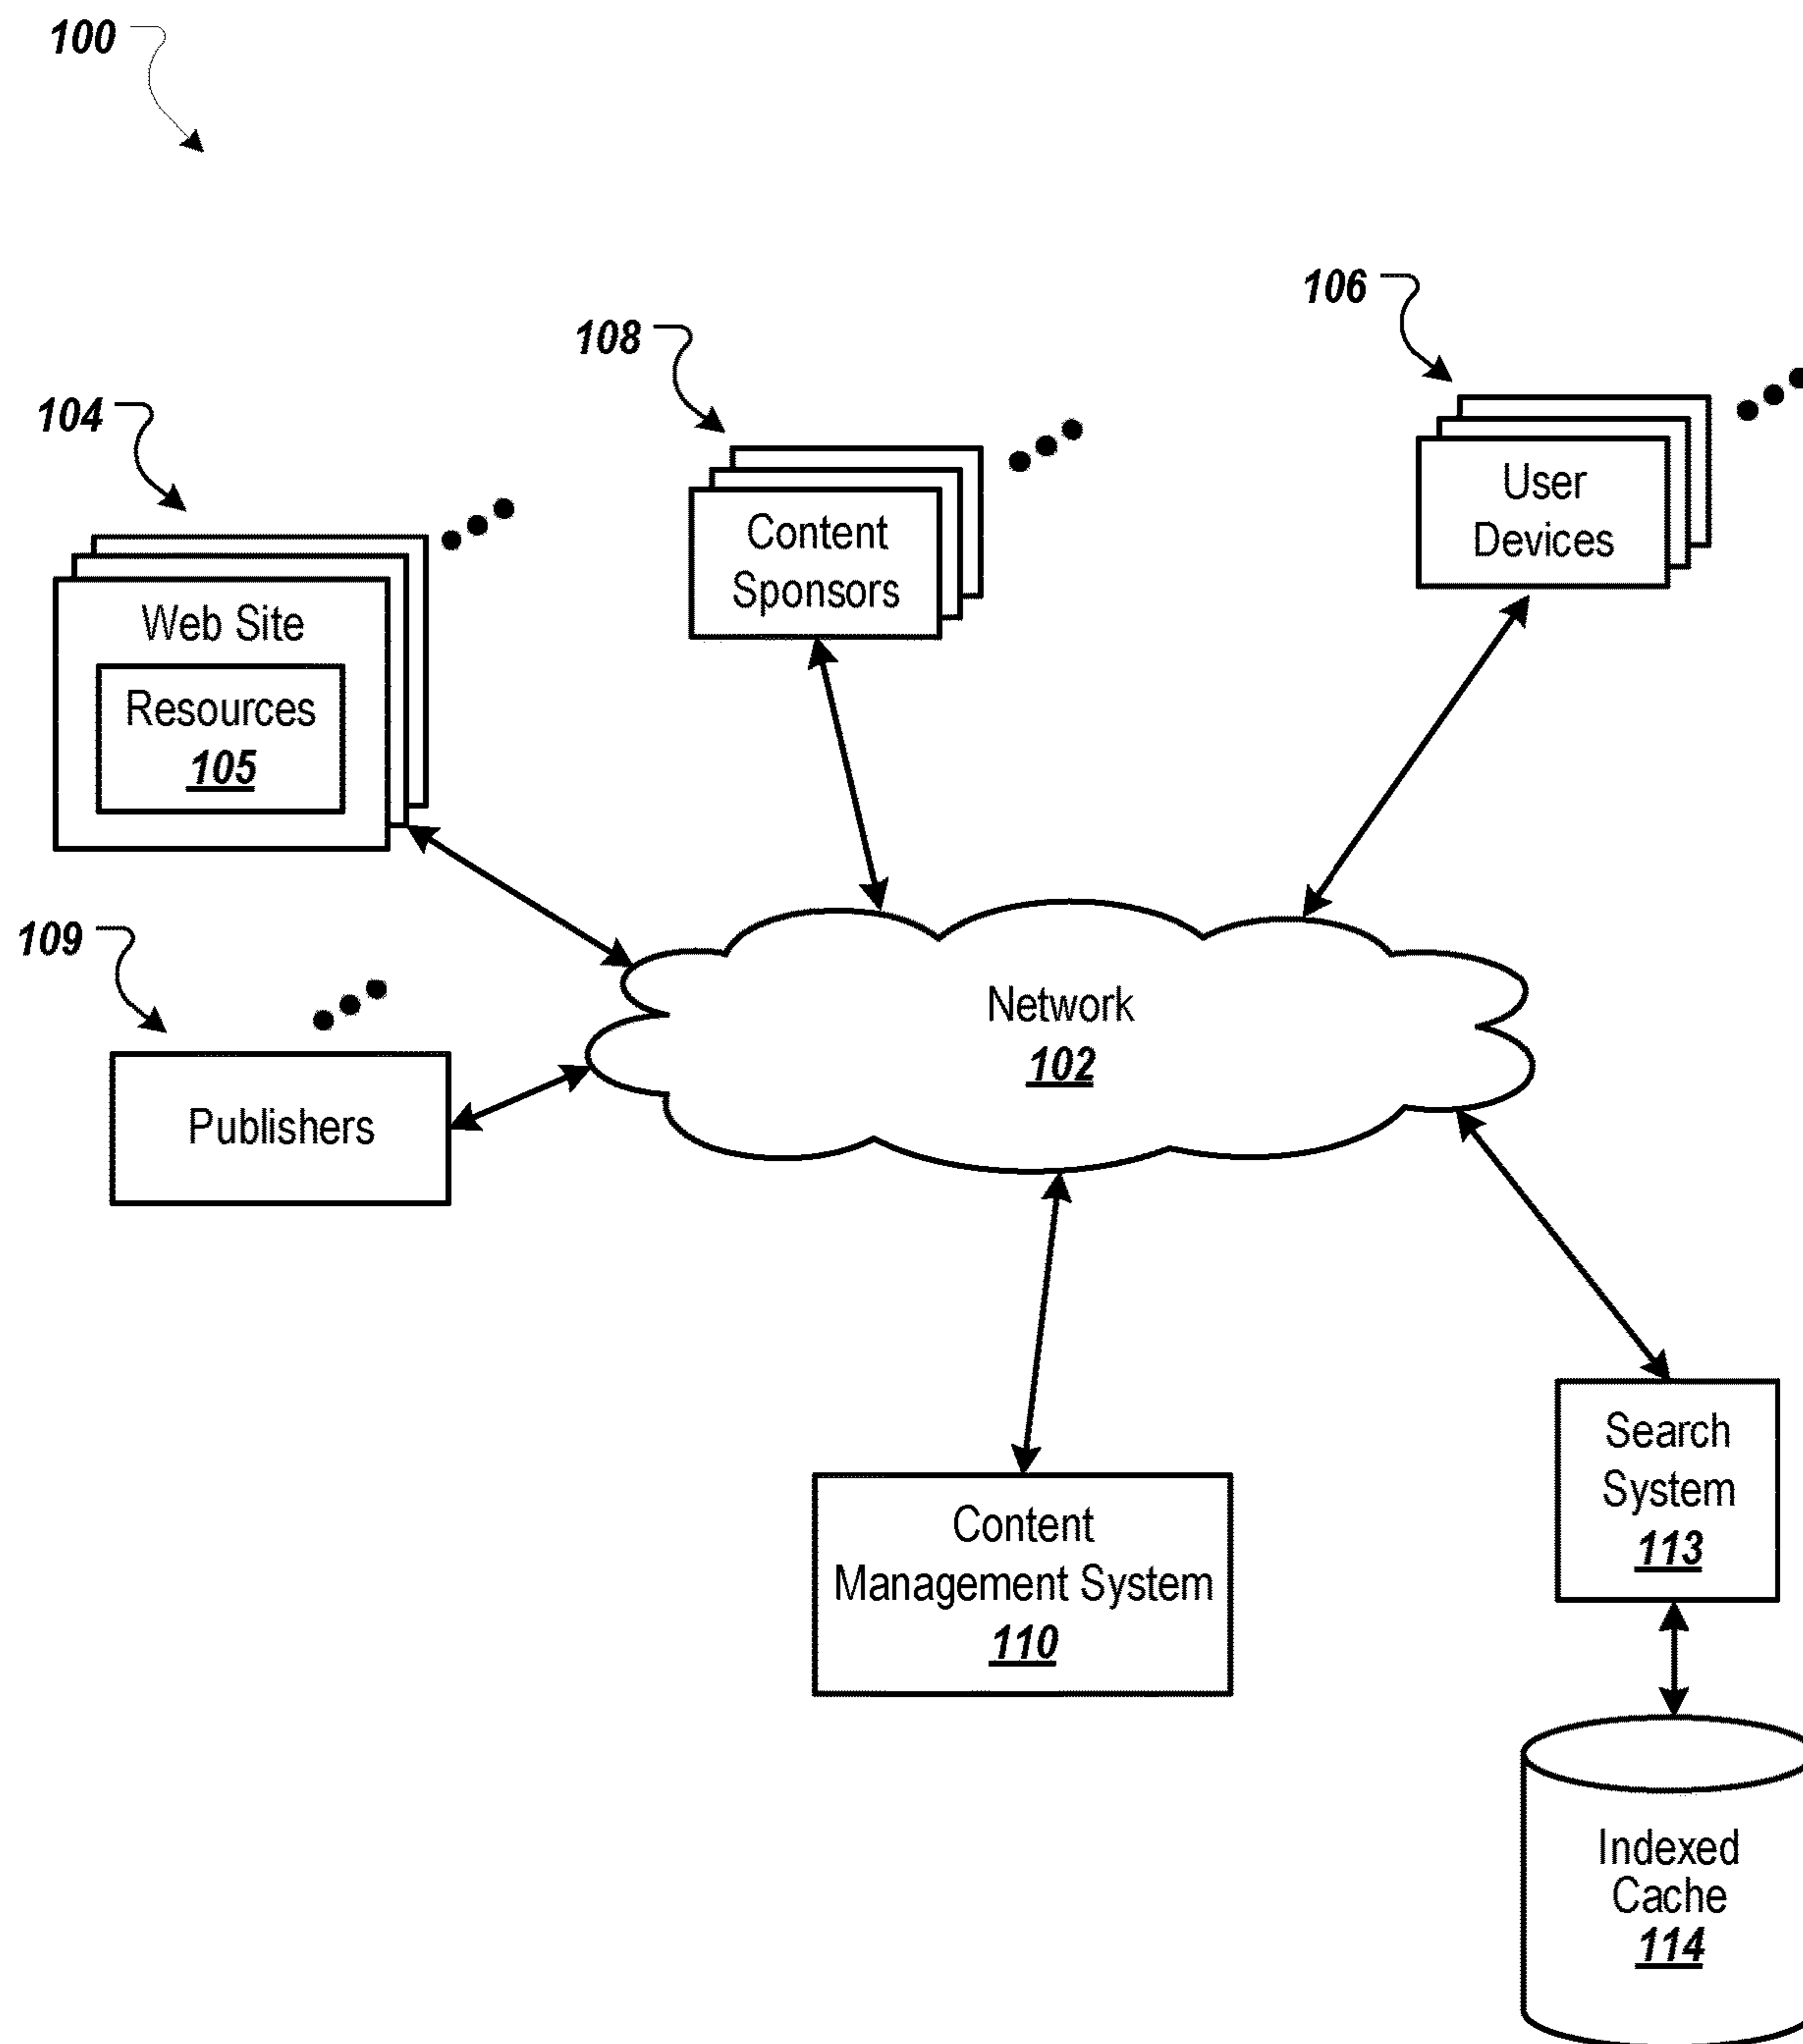 100
106
108
104
User
Devices
Content
Sponsors
Web Site
Resources
105
109
Network
102
Publishers
Search
System
113
Content
Management System
110
Indexed
Cache
114